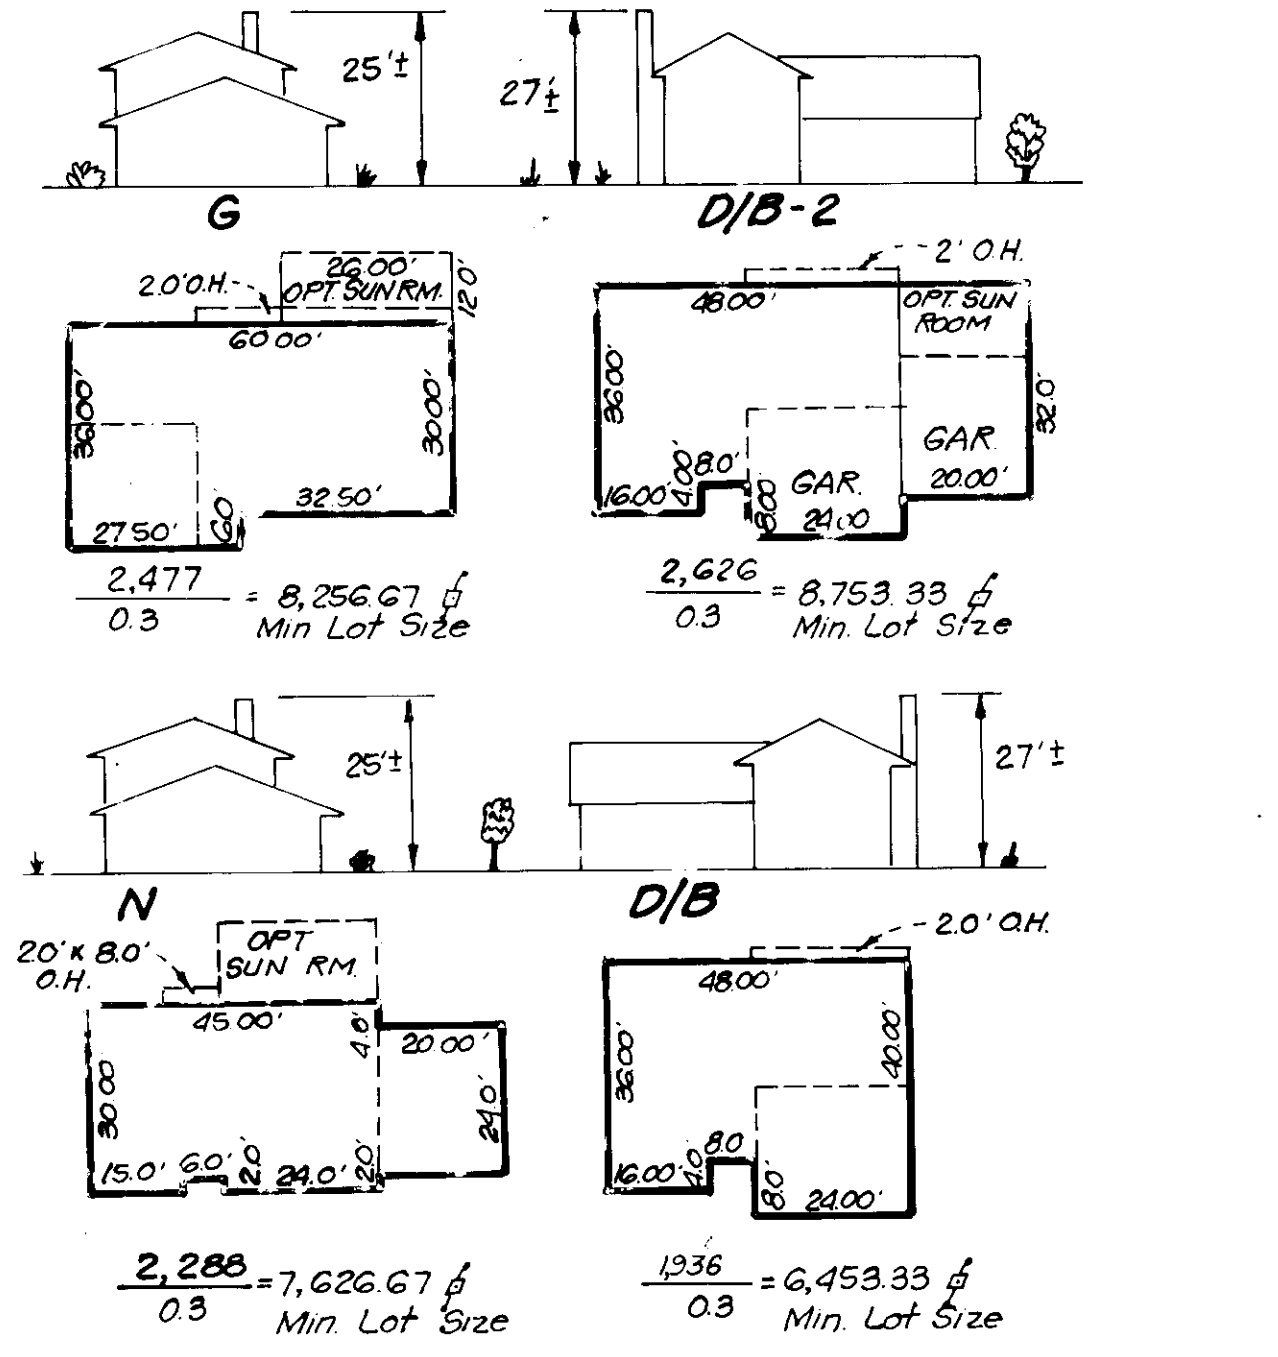 25'±
27'±
G
D/B-2
2.0' O.H.
26.00'
OPT. SUN RM.
12.0'
60.00'
36.00'
30.00'
32.50'
27.50'
6.0'
2,477
0.3
= 8,256.67
Min Lot Size
2' O.H.
48.00'
OPT. SUN
ROOM
36.00'
32.0'
GAR.
20.00'
8.0'
4.00'
16.00'
GAR.
8.00
24.00
2,626
0.3
= 8,753.33
Min. Lot Size
25'±
27'±
N
D/B
2.0' x 8.0'
O.H.
OPT
SUN RM.
45.00'
4.0'
20.00'
30.00
24.0'
15.0'
6.0'
2.0'
24.0'
2.0'
2,288
0.3
= 7,626.67
Min. Lot Size
2.0' O.H.
48.00'
36.00'
40.00'
8.0
4.0
16.00'
8.0'
24.00'
1,936
0.3
= 6,453.33
Min. Lot Size